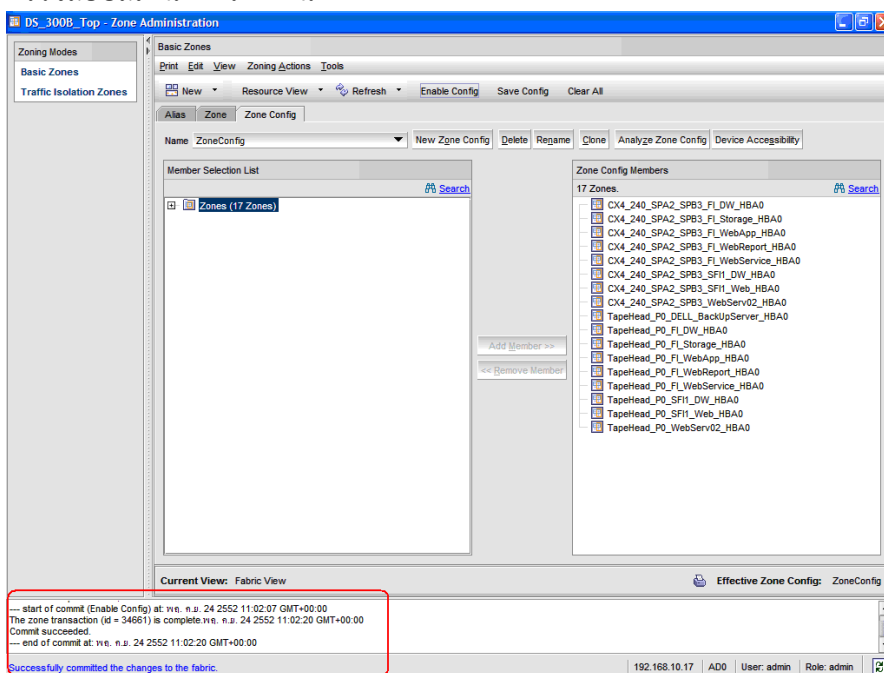 DS_300B_Top - Zone Administration
Zoning Modes
Basic Zones
Traffic Isolation Zones
Basic Zones
Print Edit View Zoning Actions Tools
New Resource View Refresh Enable Config Save Config Clear All
Alias Zone Zone Config
Name ZoneConfig New Zone Config Delete Rename Clone Analyze Zone Config Device Accessibility
Member Selection List
Search
Zones (17 Zones)
Add Member >>
<< Remove Member
Zone Config Members
17 Zones. Search
CX4_240_SPA2_SPB3_FI_DW_HBA0
CX4_240_SPA2_SPB3_FI_Storage_HBA0
CX4_240_SPA2_SPB3_FI_WebApp_HBA0
CX4_240_SPA2_SPB3_FI_WebReport_HBA0
CX4_240_SPA2_SPB3_FI_WebService_HBA0
CX4_240_SPA2_SPB3_SFI1_DW_HBA0
CX4_240_SPA2_SPB3_SFI1_Web_HBA0
CX4_240_SPA2_SPB3_WebServ02_HBA0
TapeHead_P0_DELL_BackUpServer_HBA0
TapeHead_P0_FI_DW_HBA0
TapeHead_P0_FI_Storage_HBA0
TapeHead_P0_FI_WebApp_HBA0
TapeHead_P0_FI_WebReport_HBA0
TapeHead_P0_FI_WebService_HBA0
TapeHead_P0_SFI1_DW_HBA0
TapeHead_P0_SFI1_Web_HBA0
TapeHead_P0_WebServ02_HBA0
Current View: Fabric View
Effective Zone Config: ZoneConfig
--- start of commit (Enable Config) at: พฤ. ก.ย. 24 2552 11:02:07 GMT+00:00
The zone transaction (id = 34661) is complete.พฤ. ก.ย. 24 2552 11:02:20 GMT+00:00
Commit succeeded.
--- end of commit at: พฤ. ก.ย. 24 2552 11:02:20 GMT+00:00
Successfully committed the changes to the fabric.
192.168.10.17 AD0 User: admin Role: admin